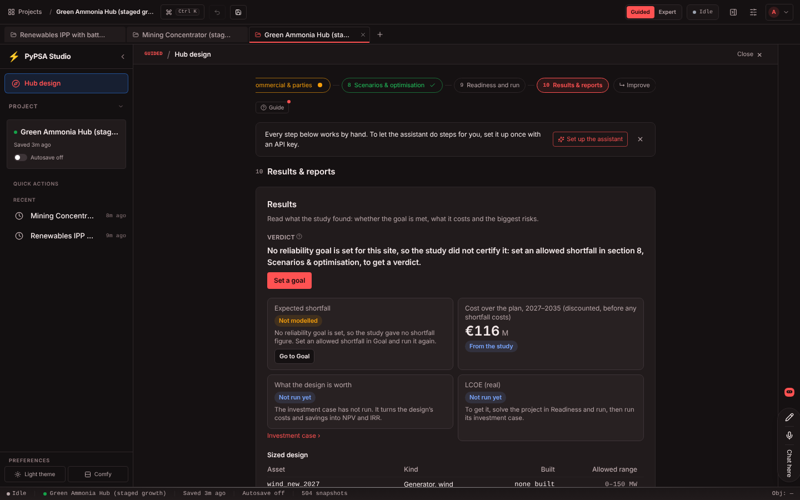 Projects / Green Ammonia Hub (staged gr... Ctrl K Guided Expert Idle A
Renewables IPP with batt... Mining Concentrator (stag... Green Ammonia Hub (sta... × +
PyPSA Studio
GUIDED / Hub design Close ×
Hub design
ommercial & parties 8 Scenarios & optimisation ✓ 9 Readiness and run 10 Results & reports Improve
PROJECT
Guide
Green Ammonia Hub (stag...
Saved 3m ago
Autosave off
Every step below works by hand. To let the assistant do steps for you, set it up once with
an API key.
Set up the assistant ×
10 Results & reports
QUICK ACTIONS
RECENT
Mining Concentr... 8m ago
Renewables IPP ... 9m ago
Results
Read what the study found: whether the goal is met, what it costs and the biggest risks.
VERDICT
No reliability goal is set for this site, so the study did not certify it: set an allowed shortfall in section 8,
Scenarios & optimisation, to get a verdict.
Set a goal
Expected shortfall
Not modelled
No reliability goal is set, so the study gave no shortfall
figure. Set an allowed shortfall in Goal and run it again.
Go to Goal
Cost over the plan, 2027–2035 (discounted, before any
shortfall costs)
€116 M
From the study
What the design is worth
Not run yet
The investment case has not run. It turns the design's
costs and savings into NPV and IRR.
Investment case ›
LCOE (real)
Not run yet
To get it, solve the project in Readiness and run, then run
its investment case.
Sized design
Asset Kind Built Allowed range
wind_new_2027 Generator, wind none built 0-150 MW
Chat here
PREFERENCES
Light theme Comfy
Idle Green Ammonia Hub (staged growth) Saved 3m ago Autosave off 504 snapshots Obj: —